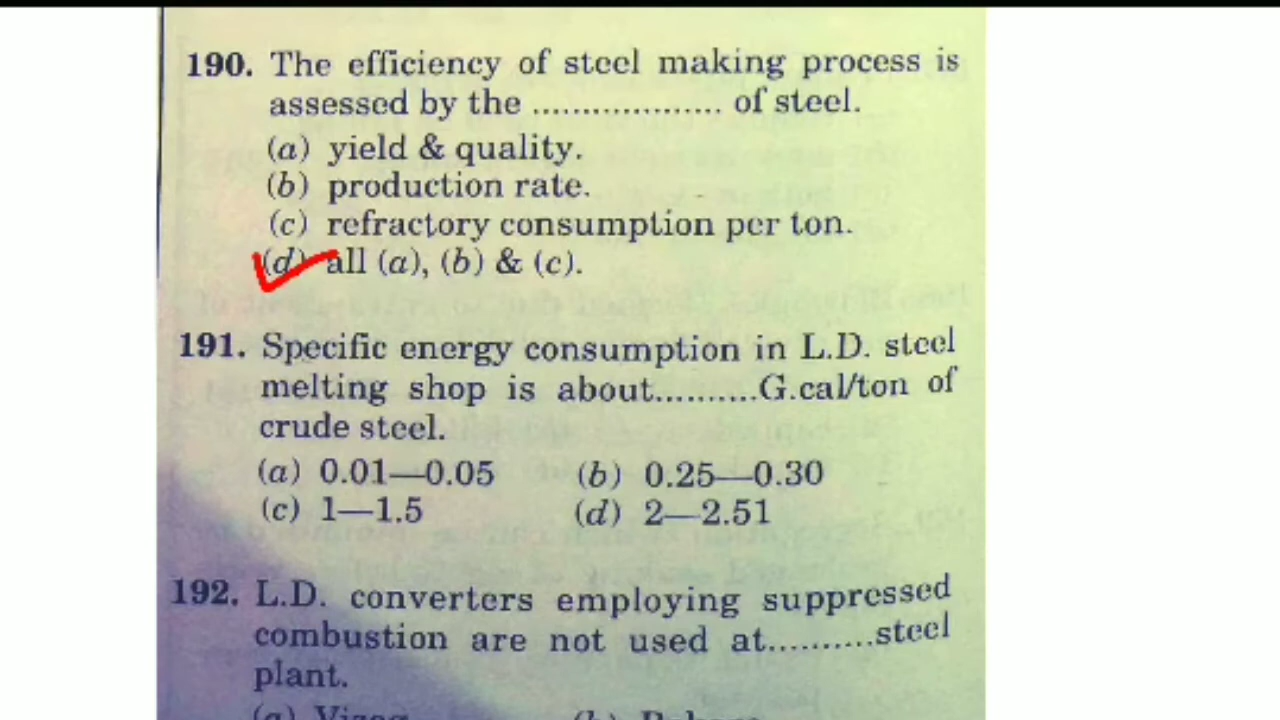 190. The efficiency of steel making process is
assessed by the .................... of steel.
(a) yield & quality.
(b) production rate.
(c) refractory consumption per ton.
(d) all (a), (b) & (c).
191. Specific energy consumption in L.D. steel
melting shop is about..........G.cal/ton of
crude steel.
(a) 0.01—0.05 (b) 0.25—0.30
(c) 1—1.5 (d) 2—2.51
192. L.D. converters employing suppressed
combustion are not used at..........steel
plant.
(a) Vizag (b)